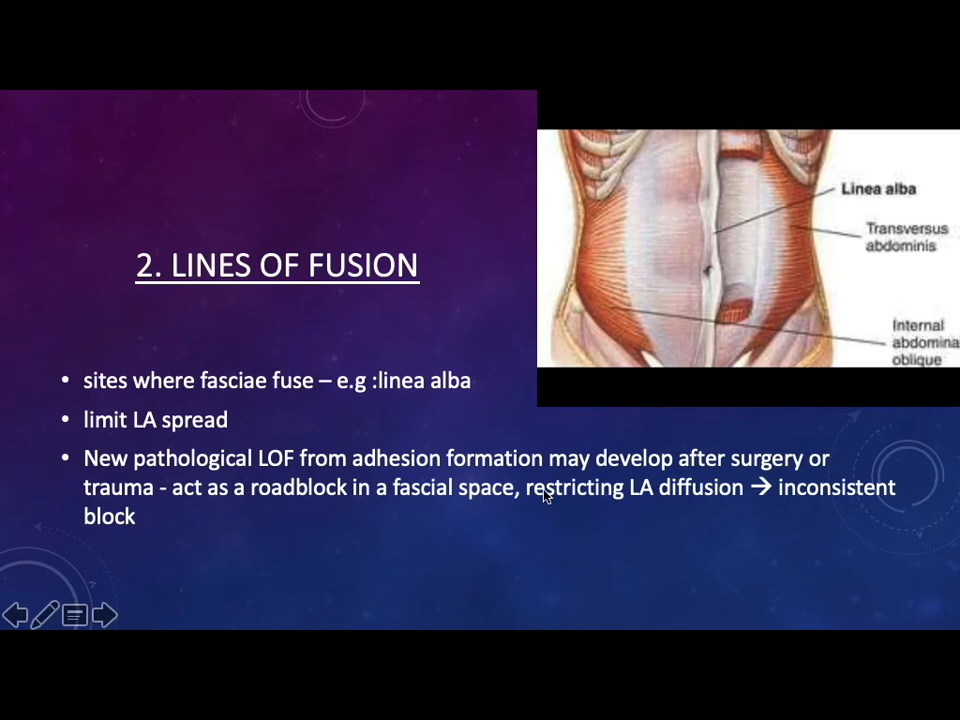 2. LINES OF FUSION
Linea alba
Transversus
abdominis
Internal
abdomina
oblique
• sites where fasciae fuse – e.g :linea alba
• limit LA spread
• New pathological LOF from adhesion formation may develop after surgery or
trauma - act as a roadblock in a fascial space, restricting LA diffusion → inconsistent
block